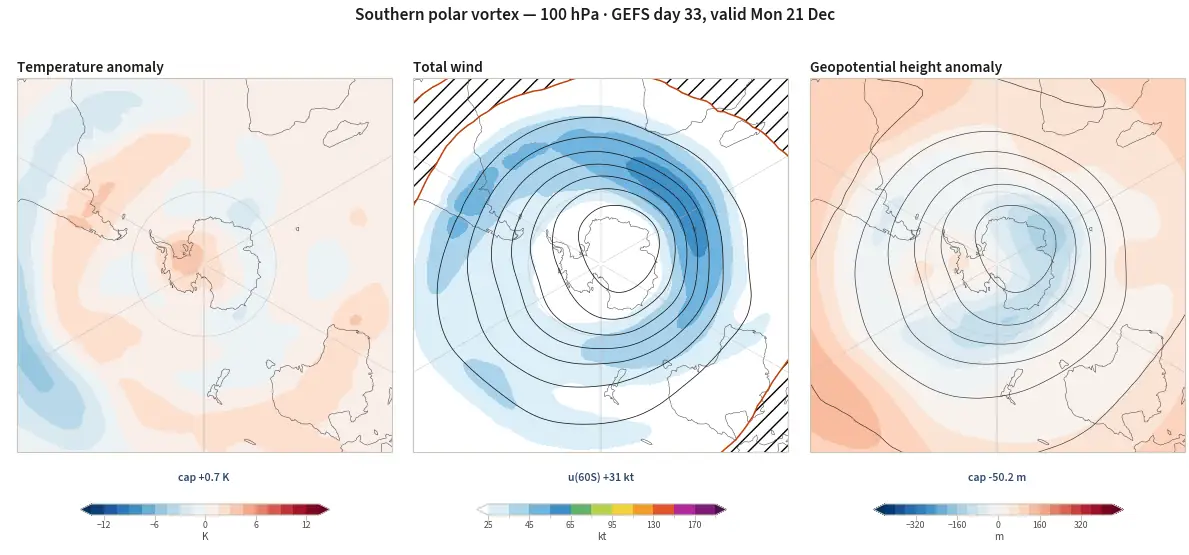 Southern polar vortex — 100 hPa · GEFS day 33, valid Mon 21 Dec
Temperature anomaly
Total wind
Geopotential height anomaly
cap +0.7 K
u(60S) +31 kt
cap -50.2 m
−12 −6 0 6 12
K
25 45 65 95 130 170
kt
−320 −160 0 160 320
m